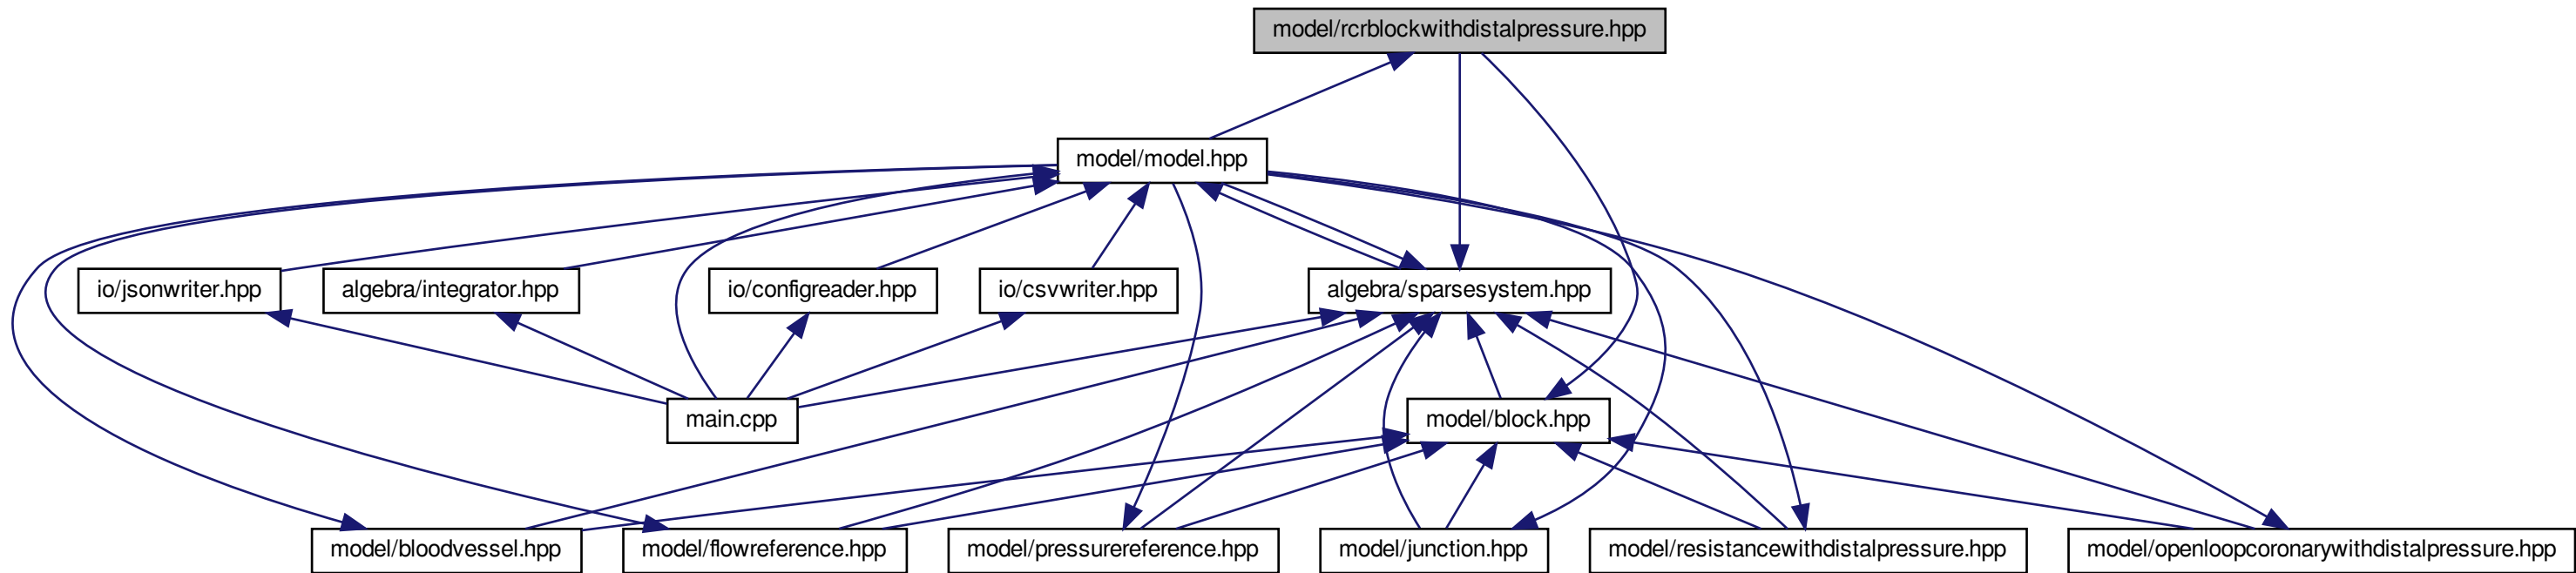 model/rcrblockwithdistalpressure.hpp
model/model.hpp
io/jsonwriter.hpp
algebra/integrator.hpp
io/configreader.hpp
io/csvwriter.hpp
algebra/sparsesystem.hpp
main.cpp
model/block.hpp
model/bloodvessel.hpp
model/flowreference.hpp
model/pressurereference.hpp
model/junction.hpp
model/resistancewithdistalpressure.hpp
model/openloopcoronarywithdistalpressure.hpp